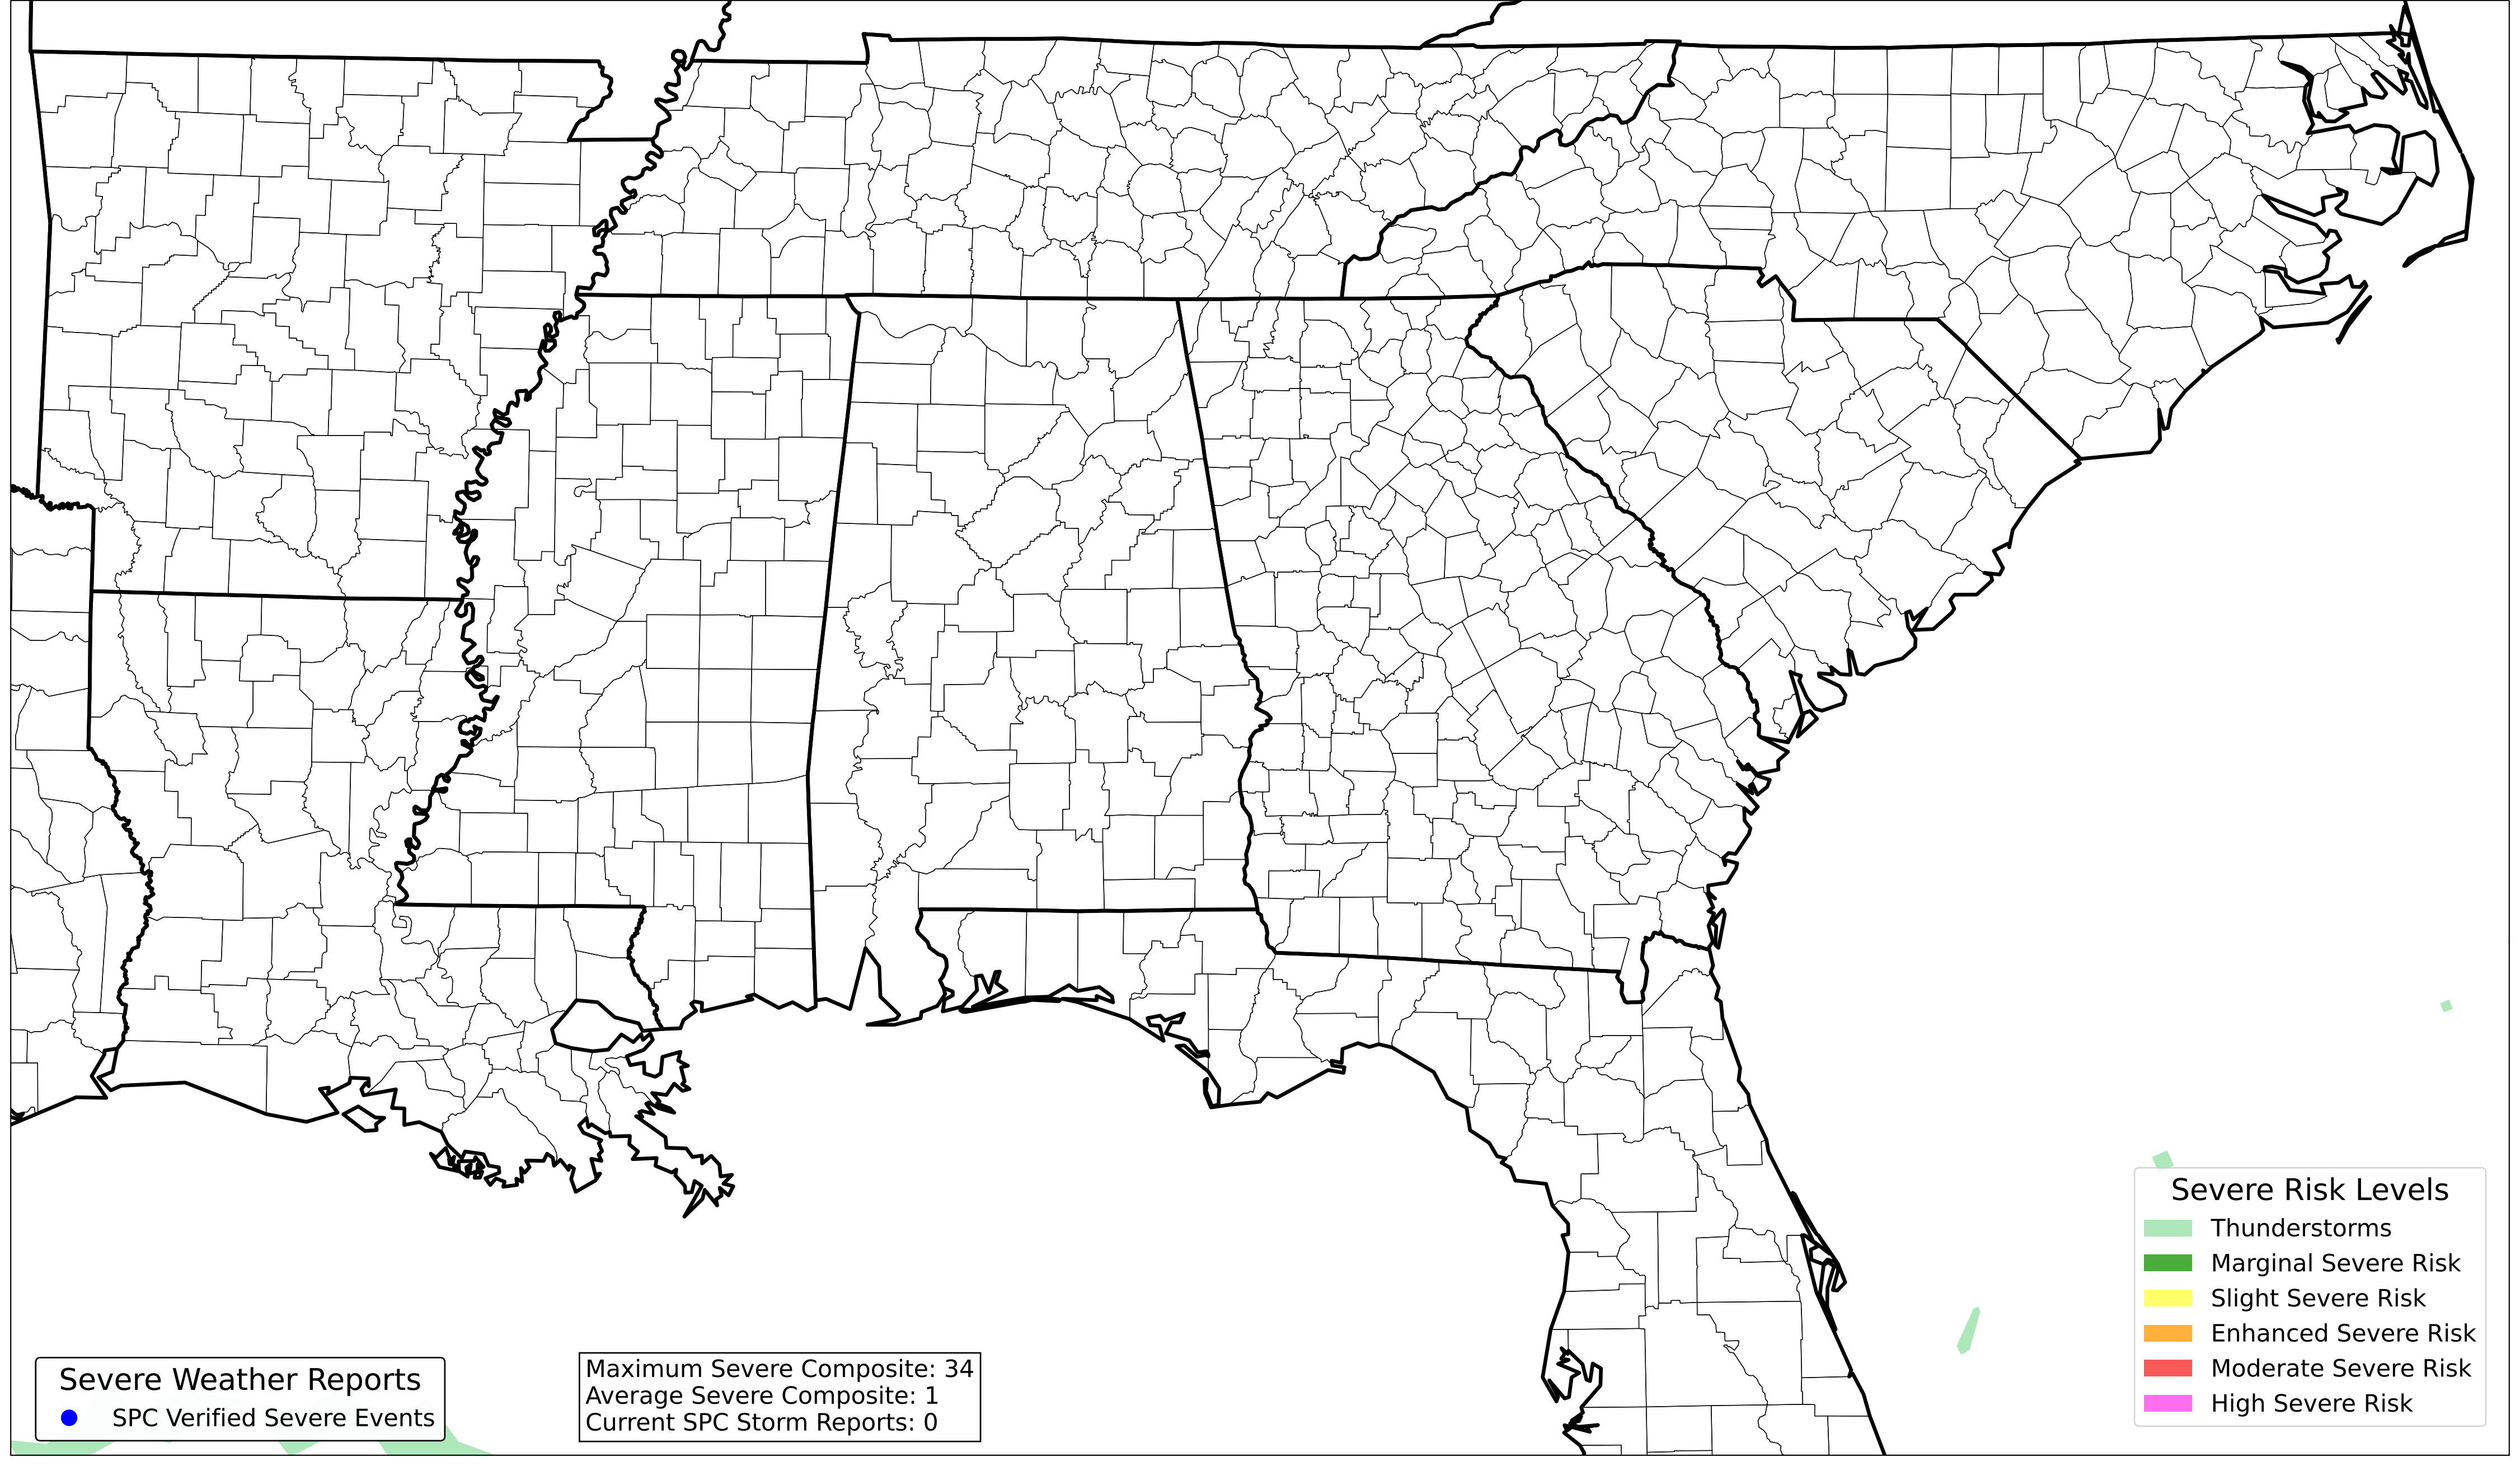 Severe Weather Reports
SPC Verified Severe Events
Maximum Severe Composite: 34
Average Severe Composite: 1
Current SPC Storm Reports: 0
Severe Risk Levels
Thunderstorms
Marginal Severe Risk
Slight Severe Risk
Enhanced Severe Risk
Moderate Severe Risk
High Severe Risk